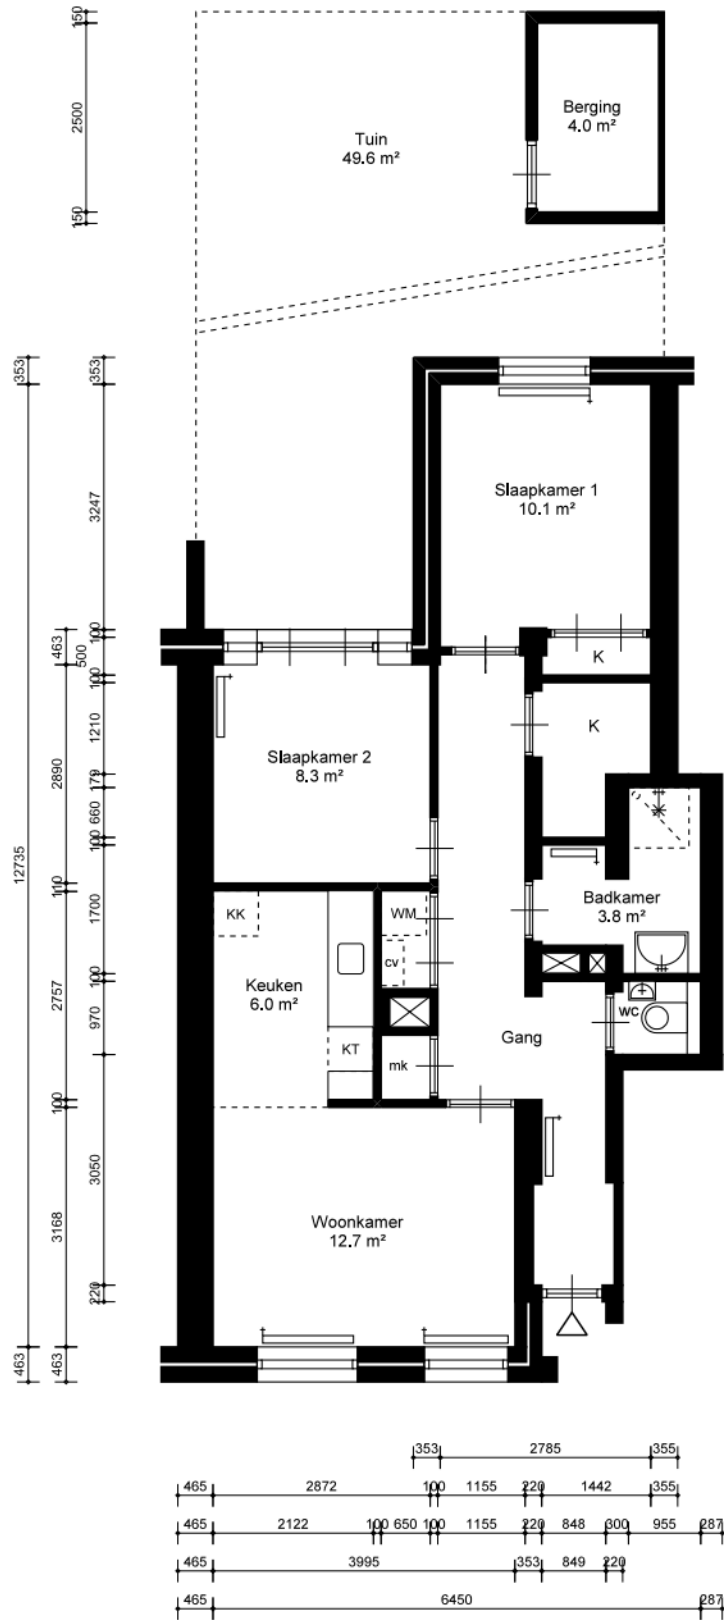 150
2500
150
Berging
4.0 m²
Tuin
49.6 m²
353
353
3247
Slaapkamer 1
10.1 m²
12735
463
500
100
100
K
1210
K
2890
Slaapkamer 2
8.3 m²
170
660
100
110
1700
KK
WM
cv
Badkamer
3.8 m²
Keuken
6.0 m²
100
2757
970
WC
Gang
KT
mk
100
3050
3168
Woonkamer
12.7 m²
220
463
463
353 2785 355
465 2872 100 1155 220 1442 355
465 2122 100 650 100 1155 220 848 300 955 287
465 3995 353 849 220
465 6450 287